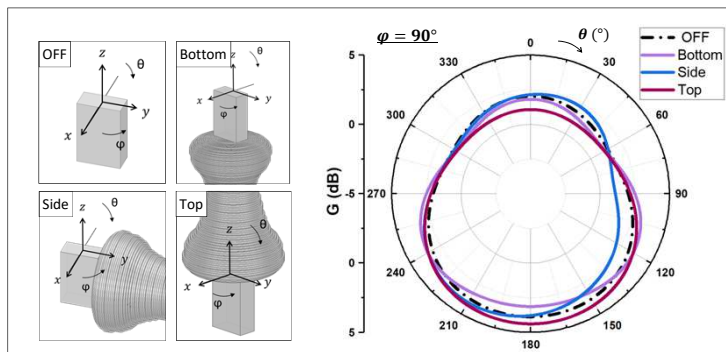 OFF
z
θ
y
x
φ
Bottom
z
θ
x
y
φ
Side
z
θ
y
x
φ
Top
z
θ
x
y
φ
φ = 90°
θ (°)
OFF
Bottom
Side
Top
G (dB)
5
0
-5
0
5
0
30
60
90
120
150
180
210
240
270
300
330